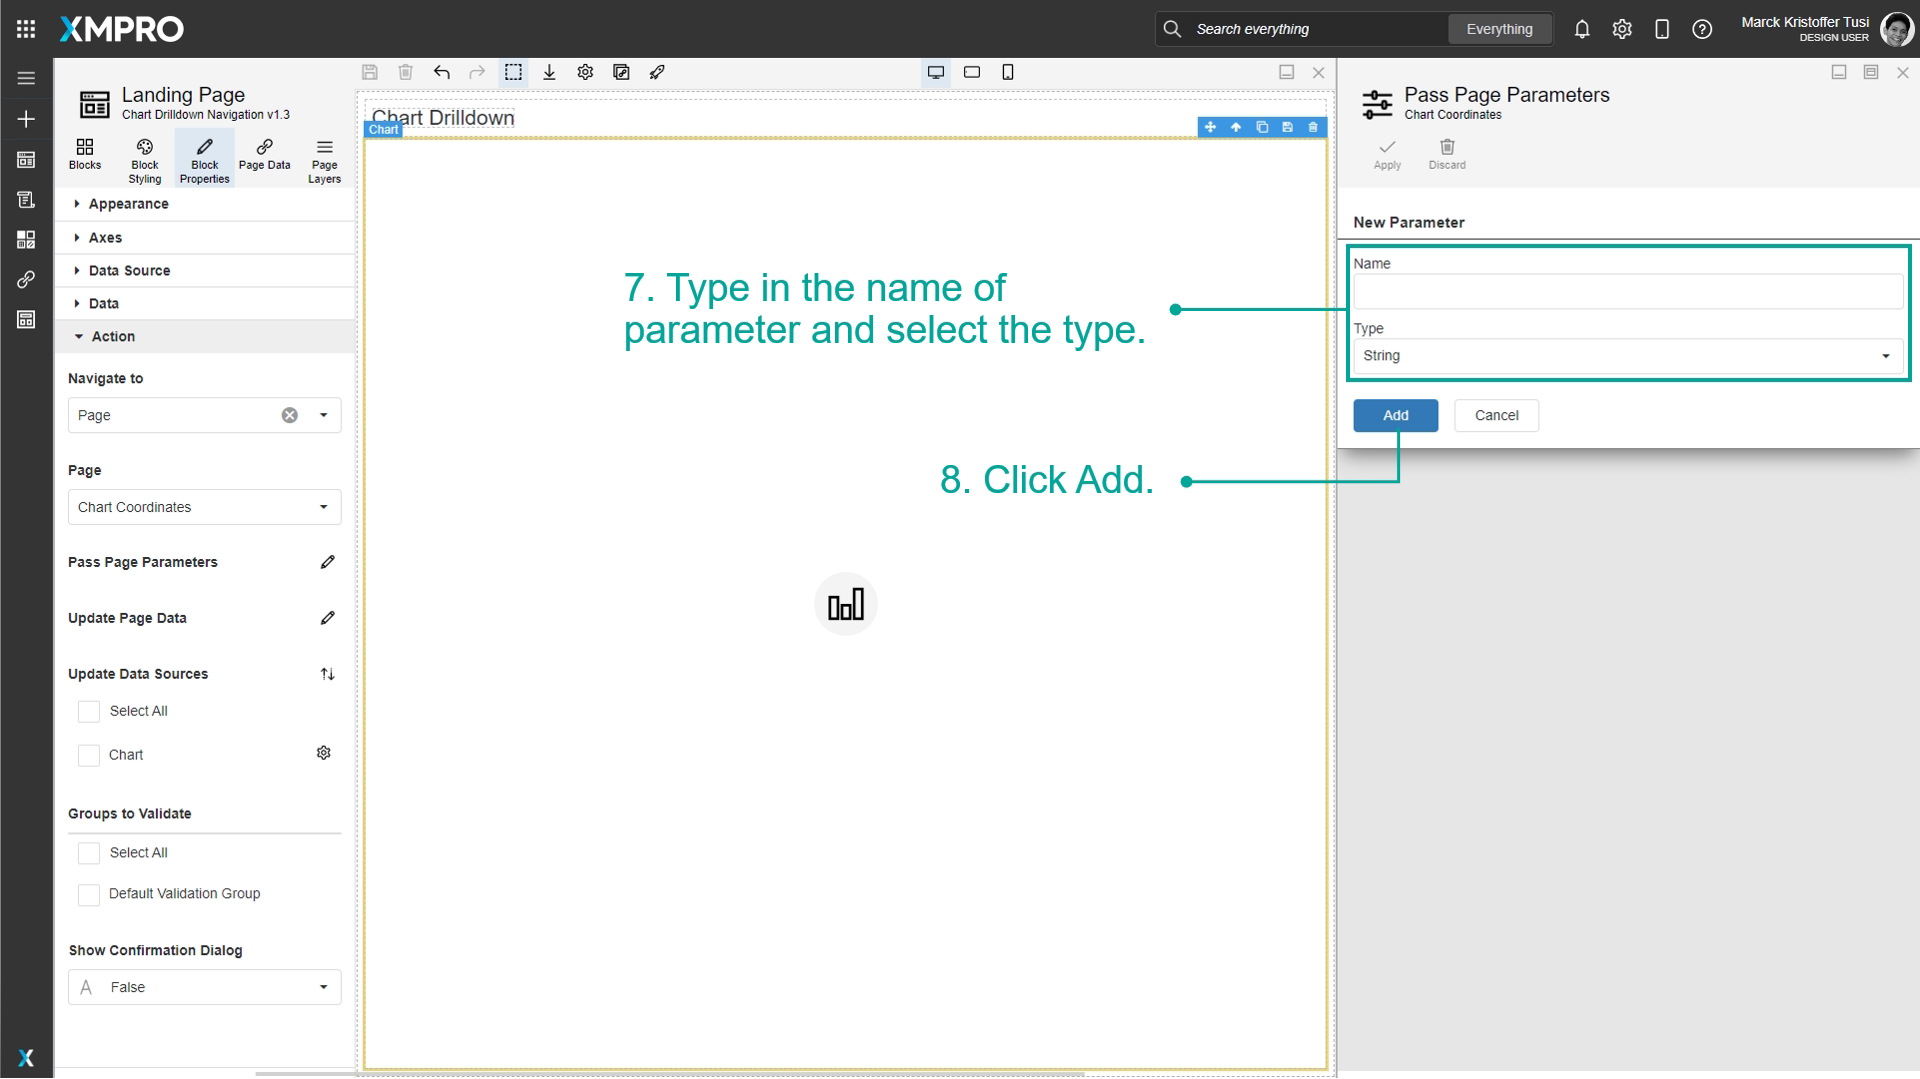 XMPRO
Search everything
Everything
Marck Kristoffer Tusi
DESIGN USER
Landing Page
Chart Drilldown Navigation v1.3
Blocks
Block Styling
Block Properties
Page Data
Page Layers
Appearance
Axes
Data Source
Data
Action
Navigate to
Page
Page
Chart Coordinates
Pass Page Parameters
Update Page Data
Update Data Sources
Select All
Chart
Groups to Validate
Select All
Default Validation Group
Show Confirmation Dialog
A False
X
Chart Drilldown
Chart
7. Type in the name of
parameter and select the type.
8. Click Add.
Pass Page Parameters
Chart Coordinates
Apply
Discard
New Parameter
Name
Type
String
Add
Cancel